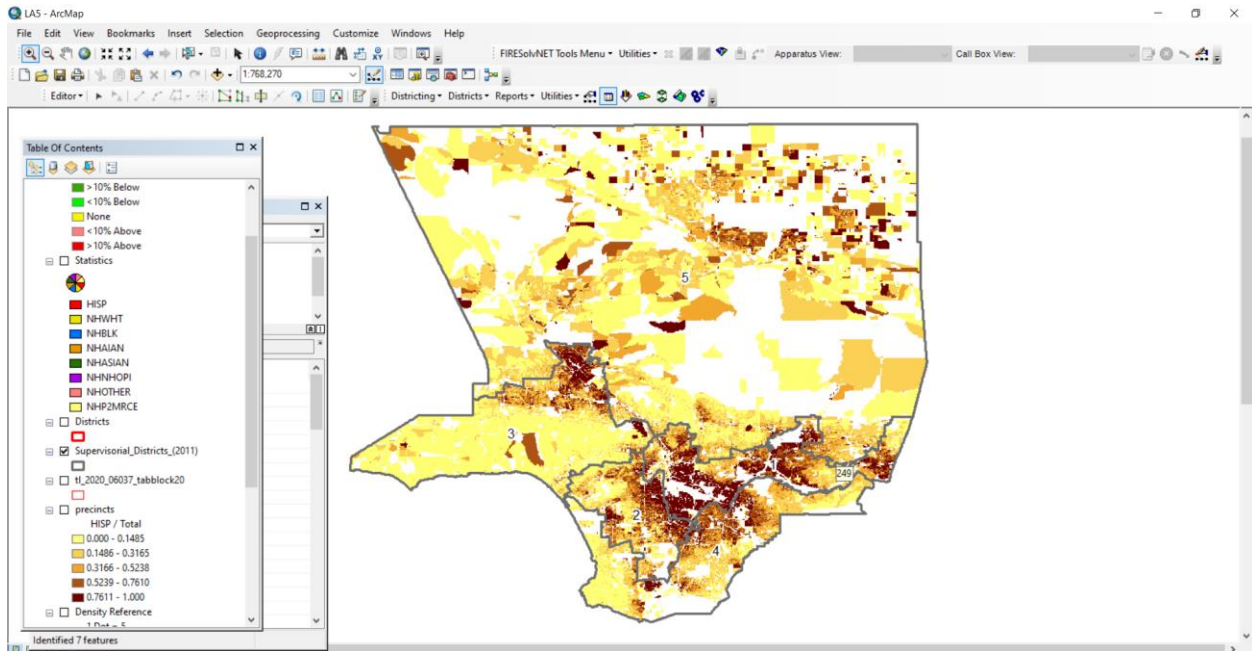 LA5 - ArcMap
File Edit View Bookmarks Insert Selection Geoprocessing Customize Windows Help
FIRESolvNET Tools Menu Utilities Apparatus View: Call Box View:
1:768,270
Editor Districting Districts Reports Utilities
Table Of Contents
>10% Below
<10% Below
None
<10% Above
>10% Above
Statistics
HISP
NHWHT
NHBLK
NHAIAN
NHASIAN
NHNHOPI
NHOTHER
NHP2MRCE
Districts
Supervisorial_Districts_(2011)
tl_2020_06037_tabblock20
precincts
HISP / Total
0.000 - 0.1485
0.1486 - 0.3165
0.3166 - 0.5238
0.5239 - 0.7610
0.7611 - 1.000
Density Reference
1 Dot = 5
Identified 7 features
5
3
1
249
2
4